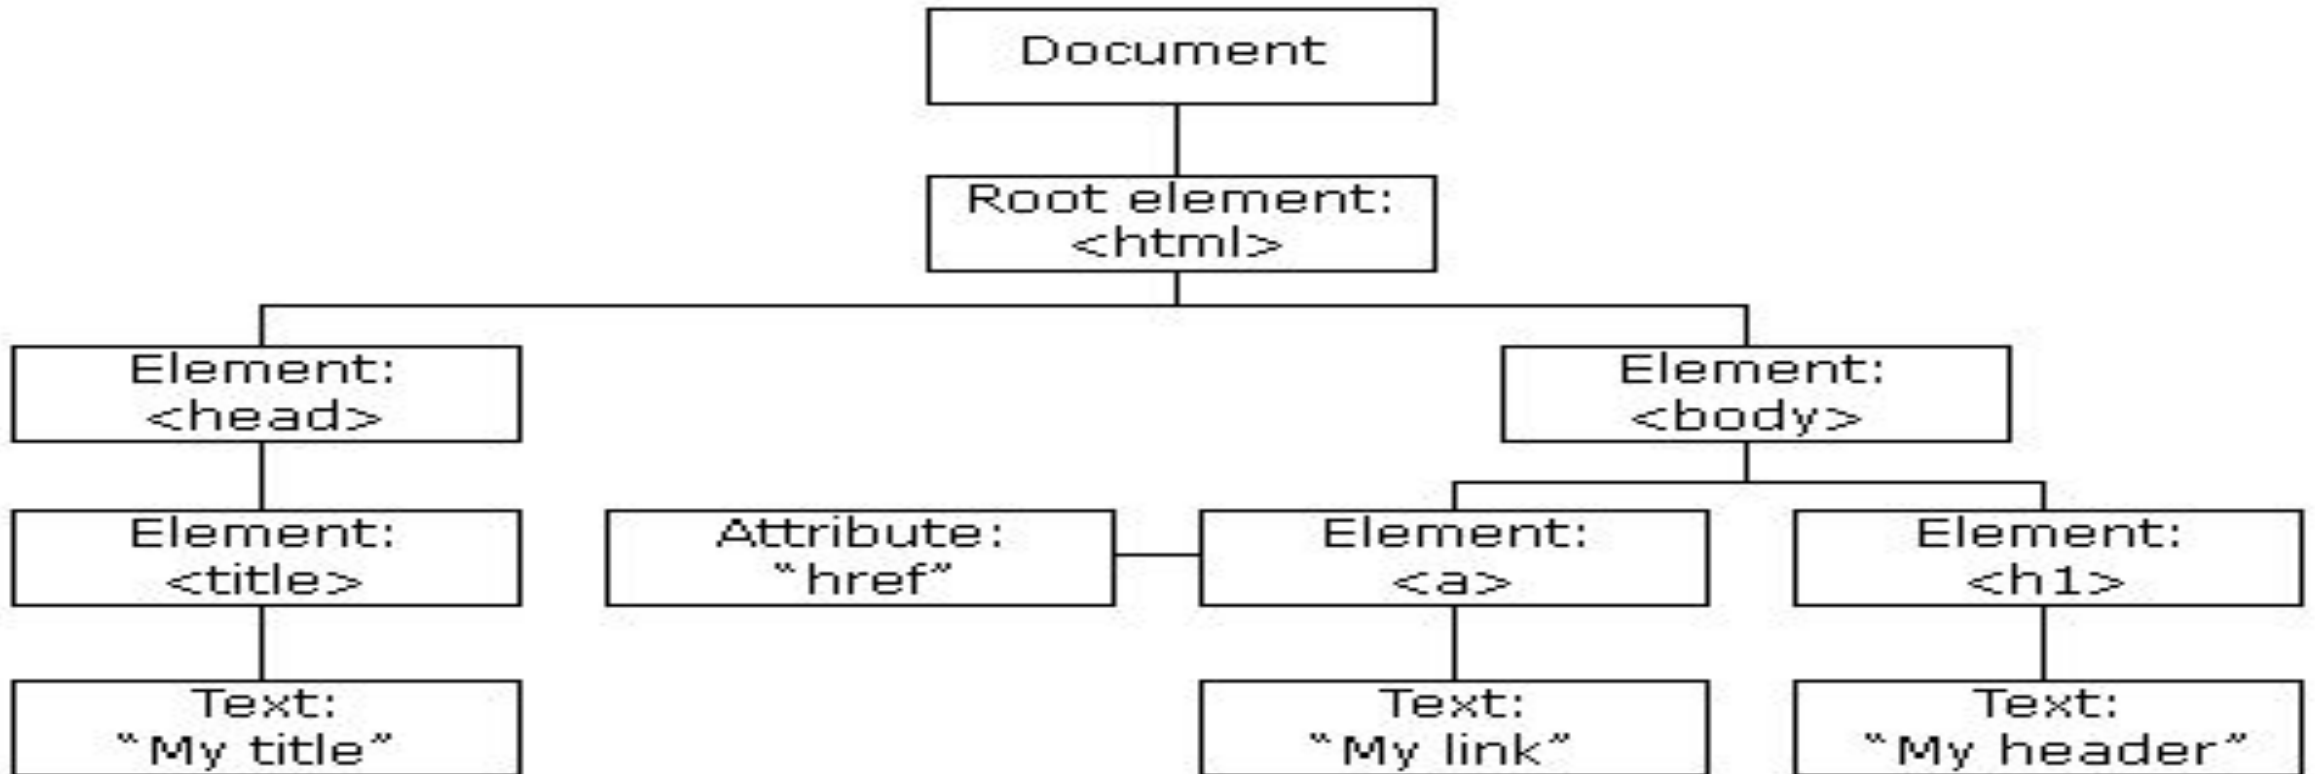 Document
Root element:
<html>
Element:
<head>
Element:
<body>
Element:
<title>
Attribute:
“href”
Element:
<a>
Element:
<h1>
Text:
“My title”
Text:
“My link”
Text:
“My header”